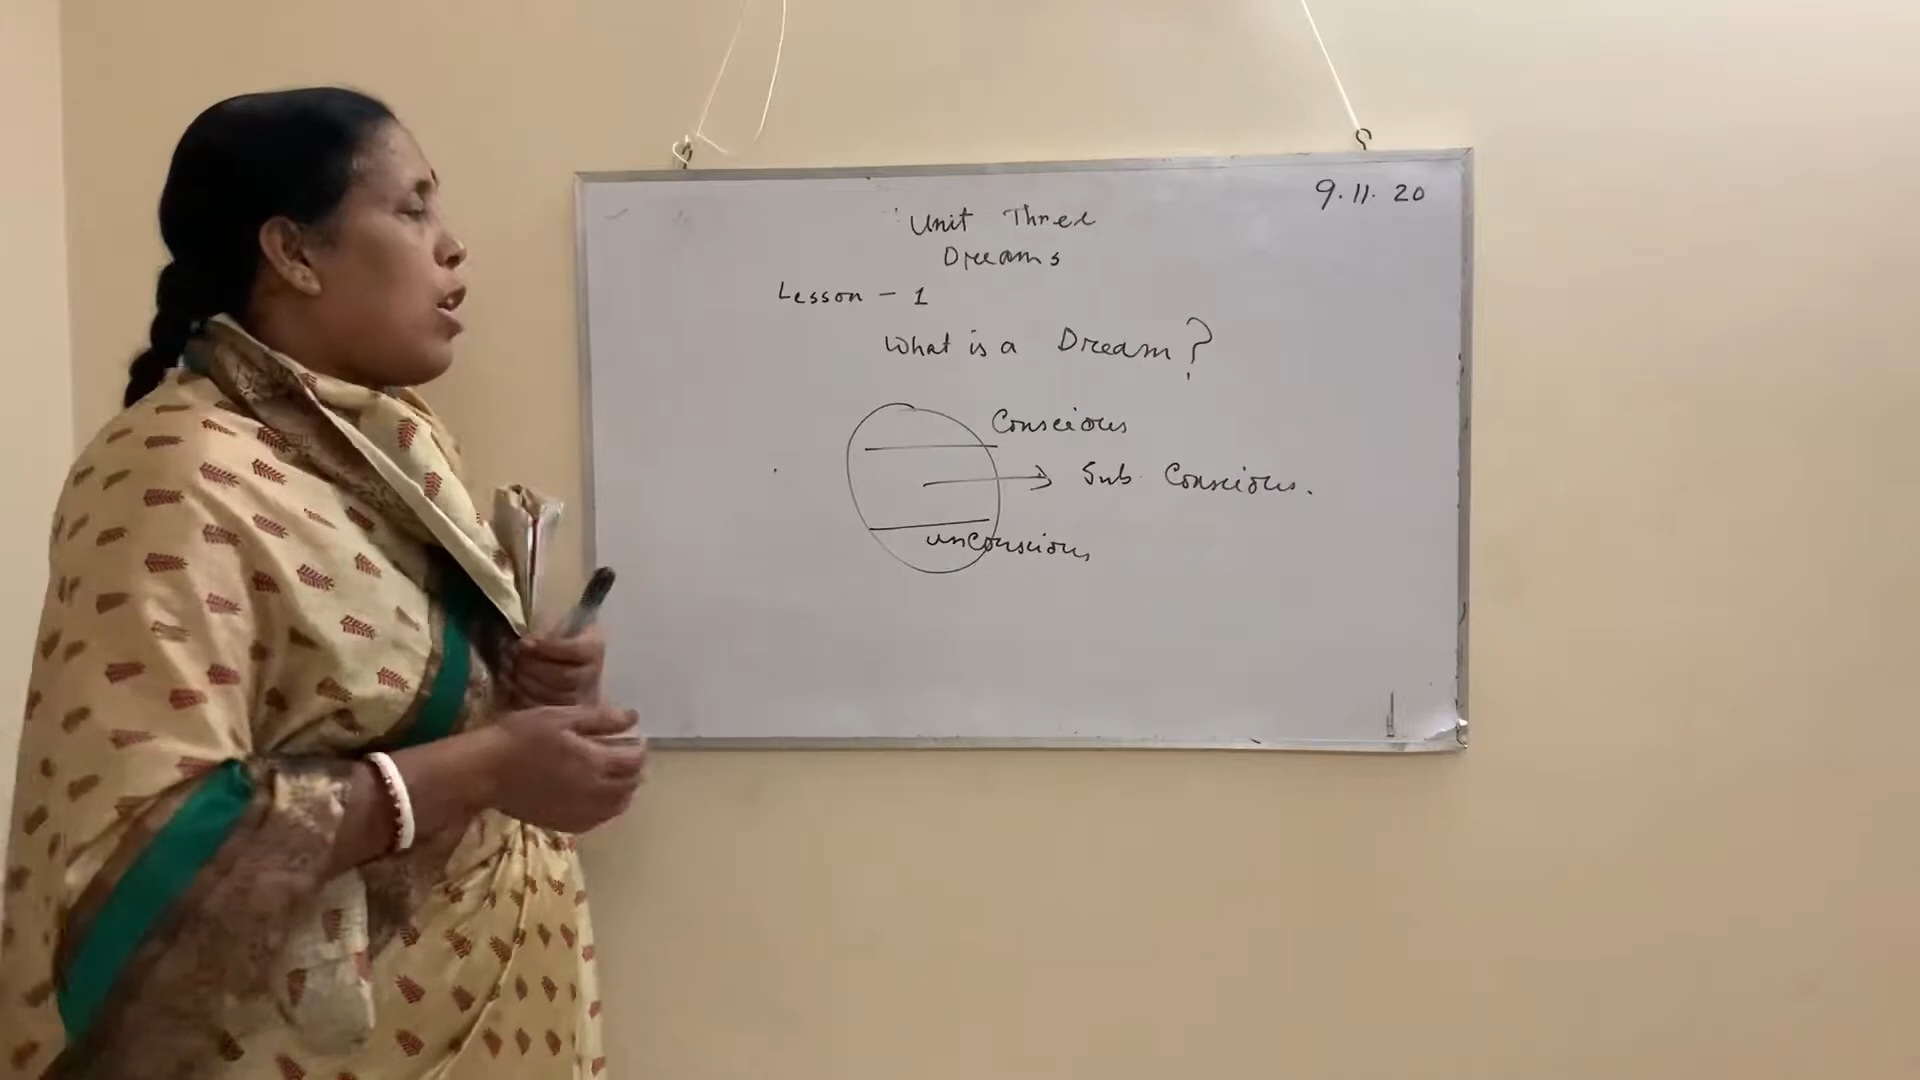 9.11.20
Unit Three
Dreams
Lesson - 1
What is a Dream?
Conscious
Sub Conscious.
unconscious